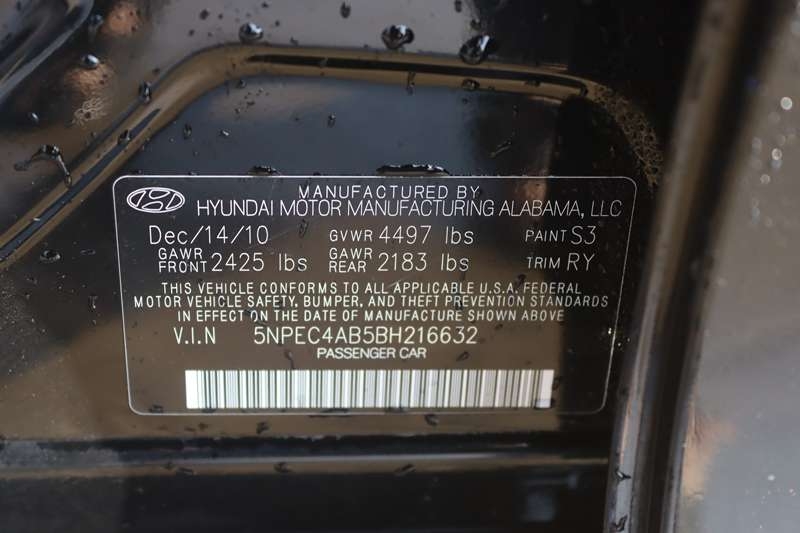 MANUFACTURED BY
HYUNDAI MOTOR MANUFACTURING ALABAMA, LLC
Dec/14/10 GVWR 4497 lbs PAINT S3
GAWR FRONT 2425 lbs GAWR REAR 2183 lbs TRIM RY
THIS VEHICLE CONFORMS TO ALL APPLICABLE U.S.A. FEDERAL
MOTOR VEHICLE SAFETY, BUMPER, AND THEFT PREVENTION STANDARDS
IN EFFECT ON THE DATE OF MANUFACTURE SHOWN ABOVE
V.I.N 5NPEC4AB5BH216632
PASSENGER CAR